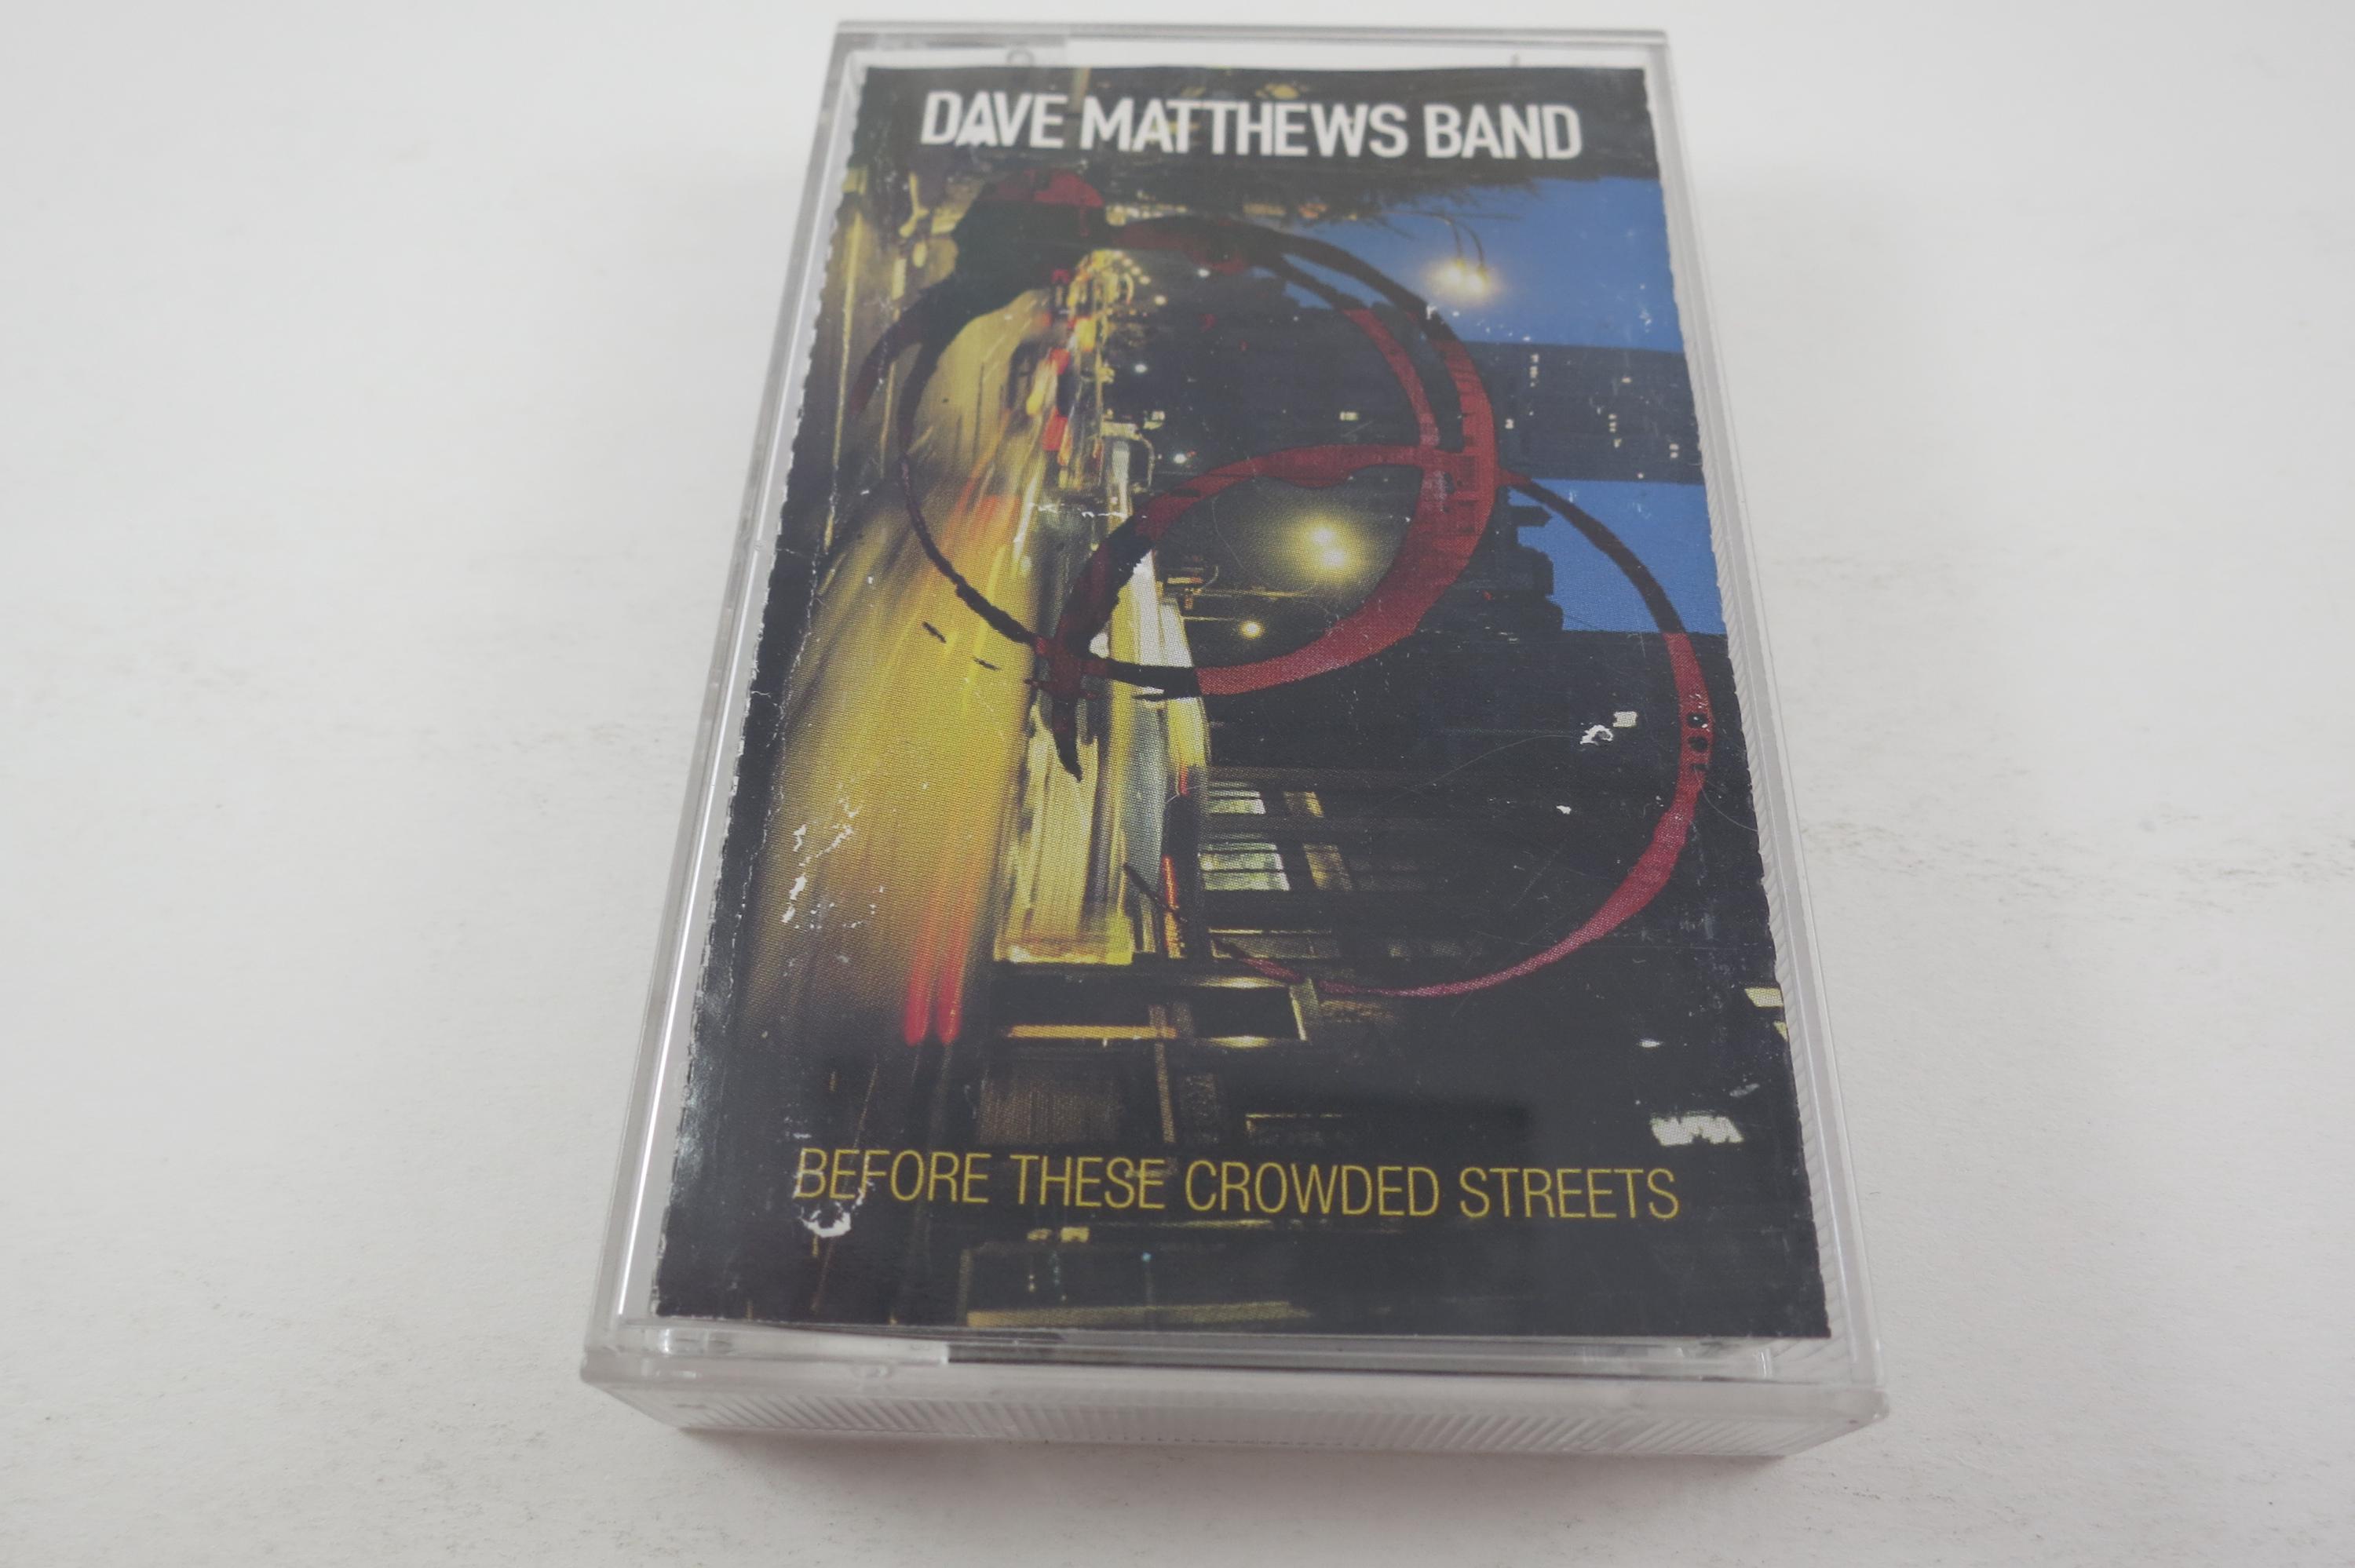 DAVE MATTHEWS BAND
BEFORE THESE CROWDED STREETS